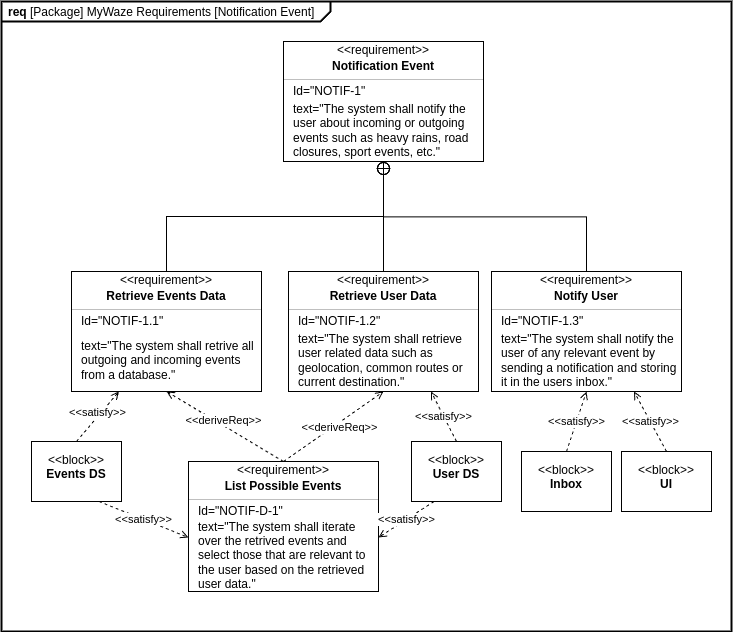 req [Package] MyWaze Requirements [Notification Event]
<<requirement>>
Notification Event
Id="NOTIF-1"
text="The system shall notify the
user about incoming or outgoing
events such as heavy rains, road
closures, sport events, etc."
<<requirement>>
Retrieve Events Data
Id="NOTIF-1.1"
text="The system shall retrive all
outgoing and incoming events
from a database."
<<requirement>>
Retrieve User Data
Id="NOTIF-1.2"
text="The system shall retrieve
user related data such as
geolocation, common routes or
current destination."
<<requirement>>
Notify User
Id="NOTIF-1.3"
text="The system shall notify the
user of any relevant event by
sending a notification and storing
it in the users inbox."
<<satisfy>>
<<deriveReq>>
<<deriveReq>>
<<satisfy>>
<<satisfy>>
<<satisfy>>
<<block>>
Events DS
<<requirement>>
List Possible Events
Id="NOTIF-D-1"
text="The system shall iterate
over the retrived events and
select those that are relevant to
the user based on the retrieved
user data."
<<block>>
User DS
<<block>>
Inbox
<<block>>
UI
<<satisfy>>
<<satisfy>>